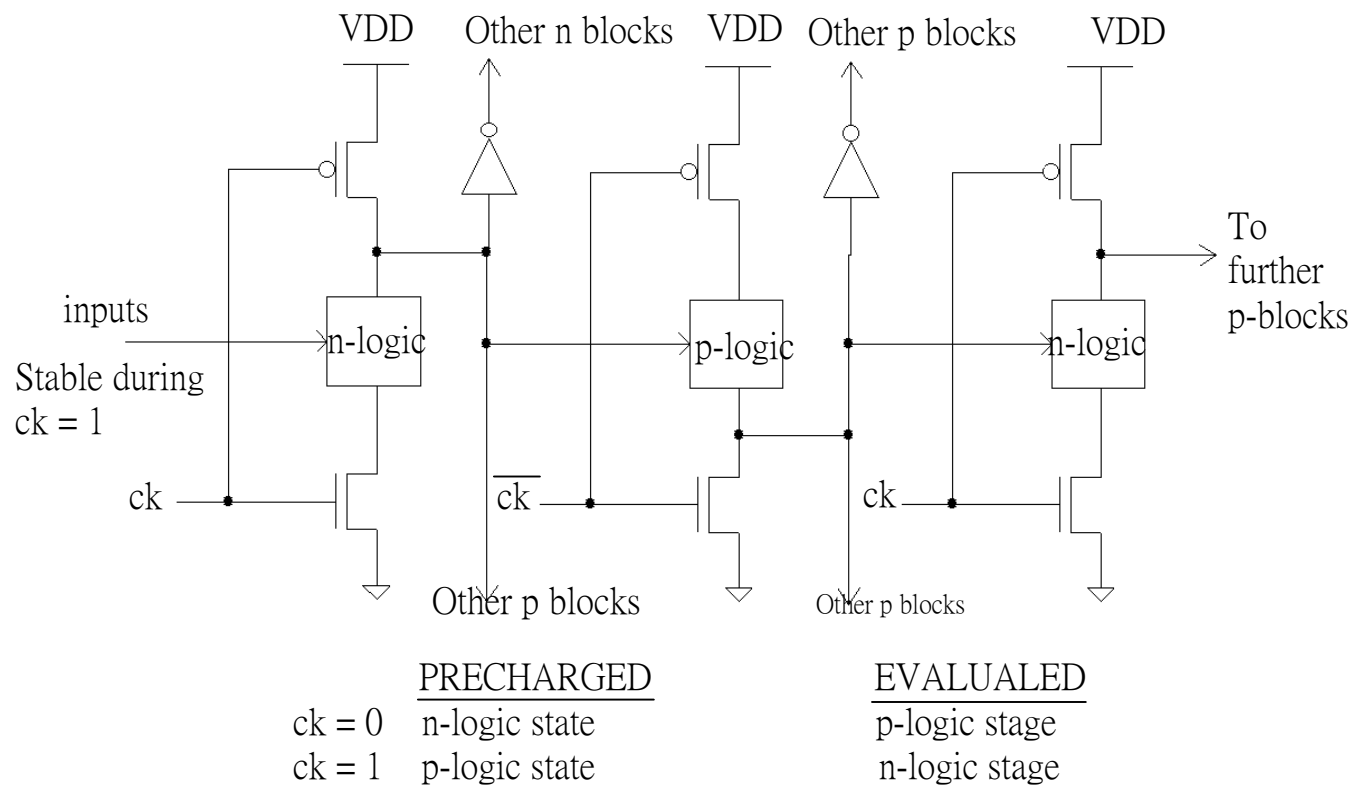 VDD
Other n blocks
VDD
Other p blocks
VDD
To
further
p-blocks
inputs
n-logic
p-logic
n-logic
Stable during
ck = 1
ck
c̅k̅
ck
Other p blocks
Other p blocks
PRECHARGED
EVALUALED
ck = 0 n-logic state p-logic stage
ck = 1 p-logic state n-logic stage